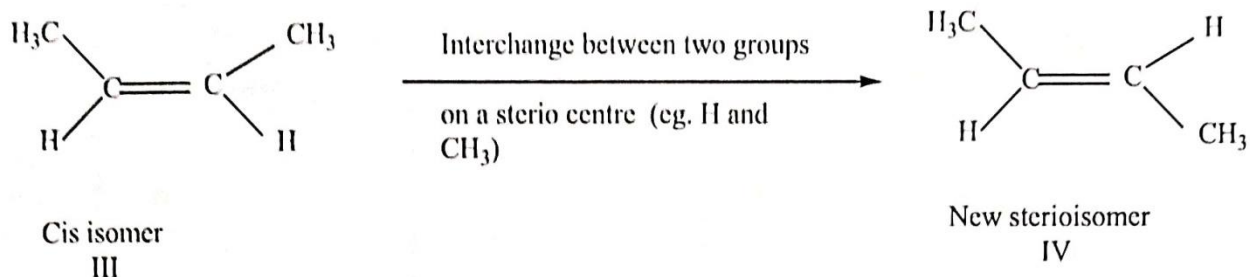 H₃C CH₃
C C
H H
Cis isomer
III
Interchange between two groups
on a sterio centre (eg. H and
CH₃)
H₃C H
C C
H CH₃
New sterioisomer
IV